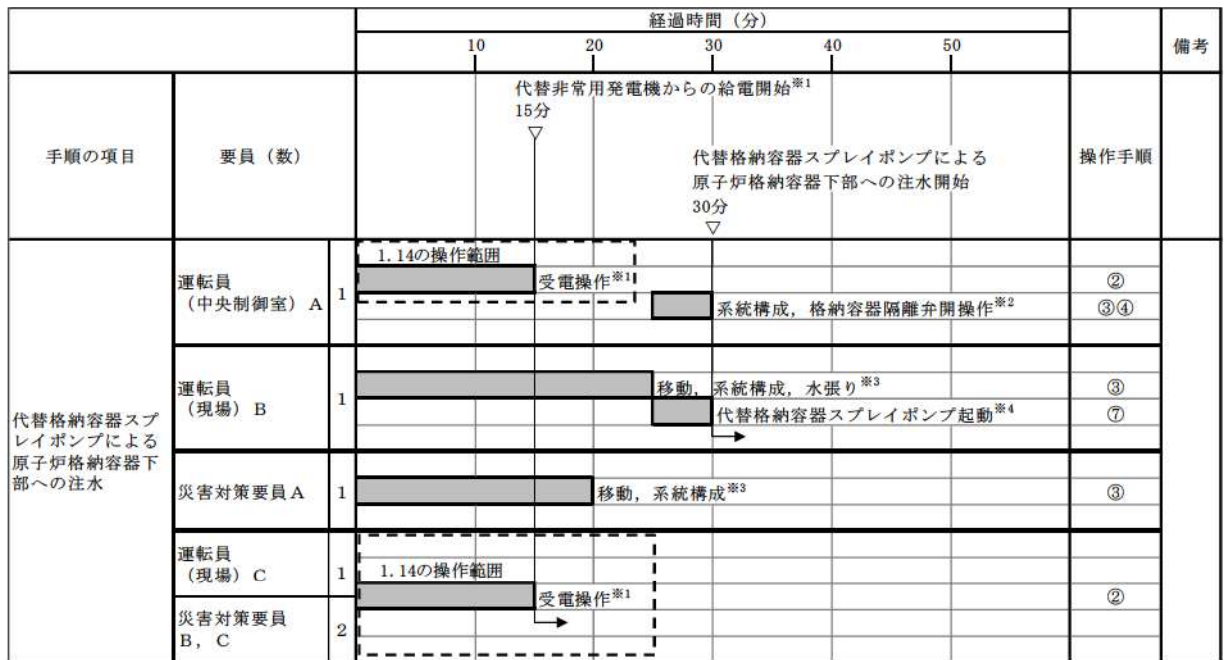 経過時間（分）
10 20 30 40 50
備考
手順の項目
要員（数）
代替非常用発電機からの給電開始※1
15分
▽
代替格納容器スプレイポンプによる
原子炉格納容器下部への注水開始
30分
▽
操作手順
代替格納容器スプ
レイポンプによる
原子炉格納容器下
部への注水
運転員
（中央制御室）A
1
1.14の操作範囲
受電操作※1
②
系統構成，格納容器隔離弁開操作※2
③④
運転員
（現場）B
1
移動，系統構成，水張り※3
③
代替格納容器スプレイポンプ起動※4
⑦
災害対策要員A
1
移動，系統構成※3
③
運転員
（現場）C
1
1.14の操作範囲
受電操作※1
②
災害対策要員
B，C
2